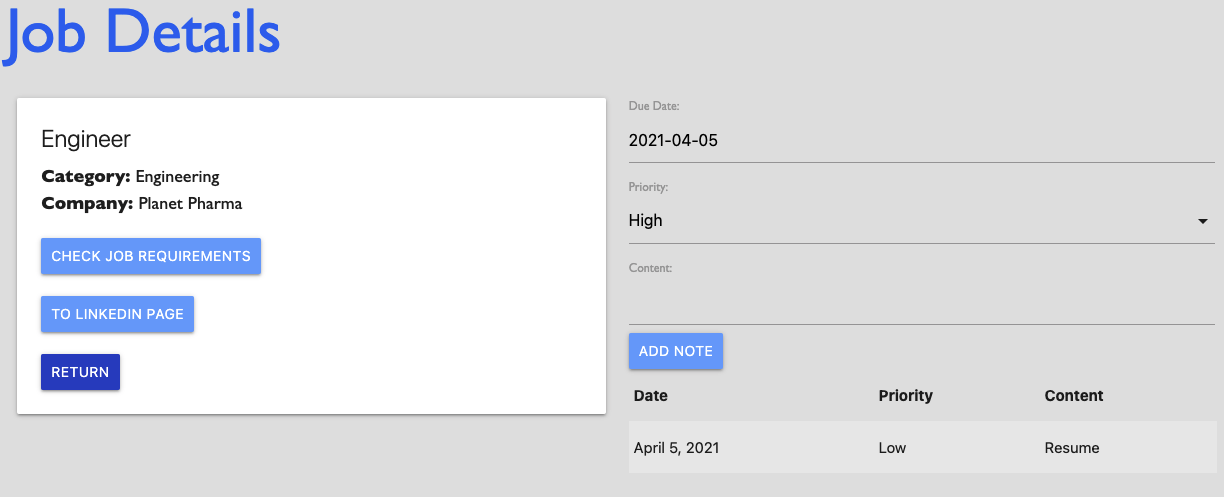 Job Details
Engineer
Category: Engineering
Company: Planet Pharma
CHECK JOB REQUIREMENTS
TO LINKEDIN PAGE
RETURN
Due Date:
2021-04-05
Priority:
High
Content:
ADD NOTE
Date Priority Content
April 5, 2021 Low Resume